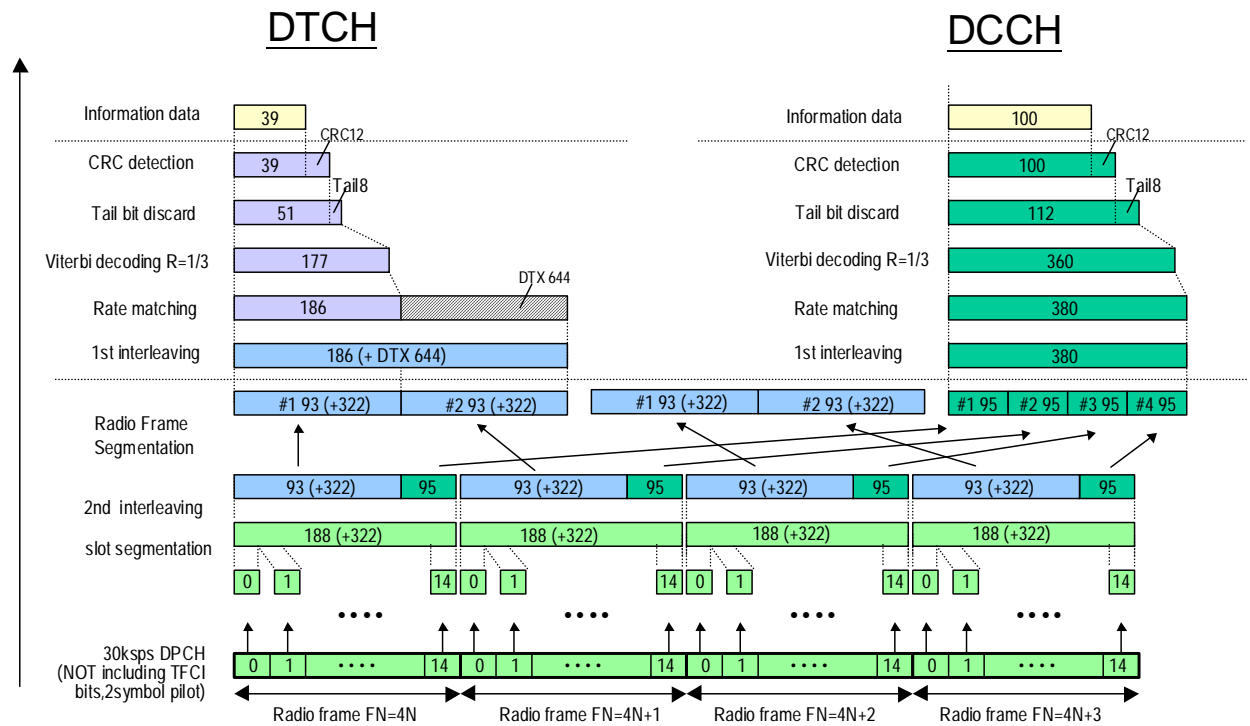 DTCH
DCCH
Information data
39
Information data
100
CRC12
CRC12
CRC detection
39
CRC detection
100
Tail8
Tail8
Tail bit discard
51
Tail bit discard
112
Viterbi decoding R=1/3
177
Viterbi decoding R=1/3
360
DTX 644
Rate matching
186
Rate matching
380
1st interleaving
186 (+ DTX 644)
1st interleaving
380
#1 93 (+322)
#2 93 (+322)
#1 93 (+322)
#2 93 (+322)
#1 95
#2 95
#3 95
#4 95
Radio Frame
Segmentation
93 (+322)
95
93 (+322)
95
93 (+322)
95
93 (+322)
95
2nd interleaving
188 (+322)
188 (+322)
188 (+322)
188 (+322)
slot segmentation
0
1
14
0
1
14
0
1
14
0
1
14
30ksps DPCH
(NOT including TFCI
bits,2symbol pilot)
0
1
14
0
1
14
0
1
14
0
1
14
Radio frame FN=4N
Radio frame FN=4N+1
Radio frame FN=4N+2
Radio frame FN=4N+3